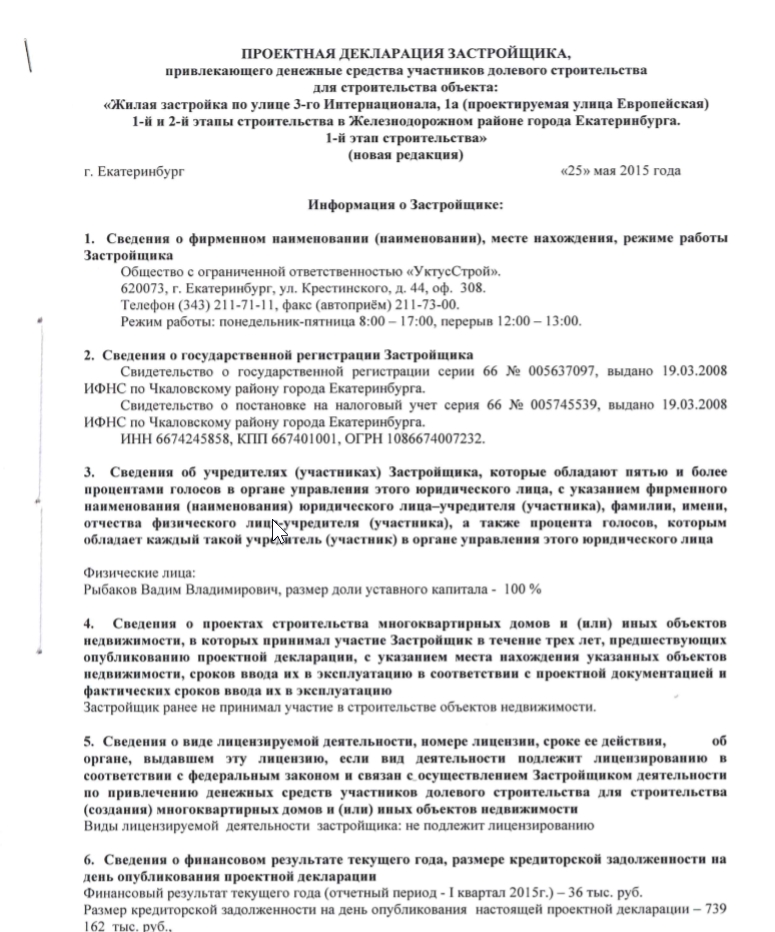 ПРОЕКТНАЯ ДЕКЛАРАЦИЯ ЗАСТРОЙЩИКА,
привлекающего денежные средства участников долевого строительства
для строительства объекта:
«Жилая застройка по улице 3-го Интернационала, 1а (проектируемая улица Европейская)
1-й и 2-й этапы строительства в Железнодорожном районе города Екатеринбурга.
1-й этап строительства»
(новая редакция)
г. Екатеринбург «25» мая 2015 года
Информация о Застройщике:
1. Сведения о фирменном наименовании (наименовании), месте нахождения, режиме работы
Застройщика
Общество с ограниченной ответственностью «УктусСтрой».
620073, г. Екатеринбург, ул. Крестинского, д. 44, оф. 308.
Телефон (343) 211-71-11, факс (автоприём) 211-73-00.
Режим работы: понедельник-пятница 8:00 – 17:00, перерыв 12:00 – 13:00.
2. Сведения о государственной регистрации Застройщика
Свидетельство о государственной регистрации серии 66 № 005637097, выдано 19.03.2008
ИФНС по Чкаловскому району города Екатеринбурга.
Свидетельство о постановке на налоговый учет серия 66 № 005745539, выдано 19.03.2008
ИФНС по Чкаловскому району города Екатеринбурга.
ИНН 6674245858, КПП 667401001, ОГРН 1086674007232.
3. Сведения об учредителях (участниках) Застройщика, которые обладают пятью и более
процентами голосов в органе управления этого юридического лица, с указанием фирменного
наименования (наименования) юридического лица–учредителя (участника), фамилии, имени,
отчества физического лица–учредителя (участника), а также процента голосов, которым
обладает каждый такой учредитель (участник) в органе управления этого юридического лица
Физические лица:
Рыбаков Вадим Владимирович, размер доли уставного капитала - 100 %
4. Сведения о проектах строительства многоквартирных домов и (или) иных объектов
недвижимости, в которых принимал участие Застройщик в течение трех лет, предшествующих
опубликованию проектной декларации, с указанием места нахождения указанных объектов
недвижимости, сроков ввода их в эксплуатацию в соответствии с проектной документацией и
фактических сроков ввода их в эксплуатацию
Застройщик ранее не принимал участие в строительстве объектов недвижимости.
5. Сведения о виде лицензируемой деятельности, номере лицензии, сроке ее действия, об
органе, выдавшем эту лицензию, если вид деятельности подлежит лицензированию в
соответствии с федеральным законом и связан с осуществлением Застройщиком деятельности
по привлечению денежных средств участников долевого строительства для строительства
(создания) многоквартирных домов и (или) иных объектов недвижимости
Виды лицензируемой деятельности застройщика: не подлежит лицензированию
6. Сведения о финансовом результате текущего года, размере кредиторской задолженности на
день опубликования проектной декларации
Финансовый результат текущего года (отчетный период - I квартал 2015г.) – 36 тыс. руб.
Размер кредиторской задолженности на день опубликования настоящей проектной декларации – 739
162 тыс. руб.,